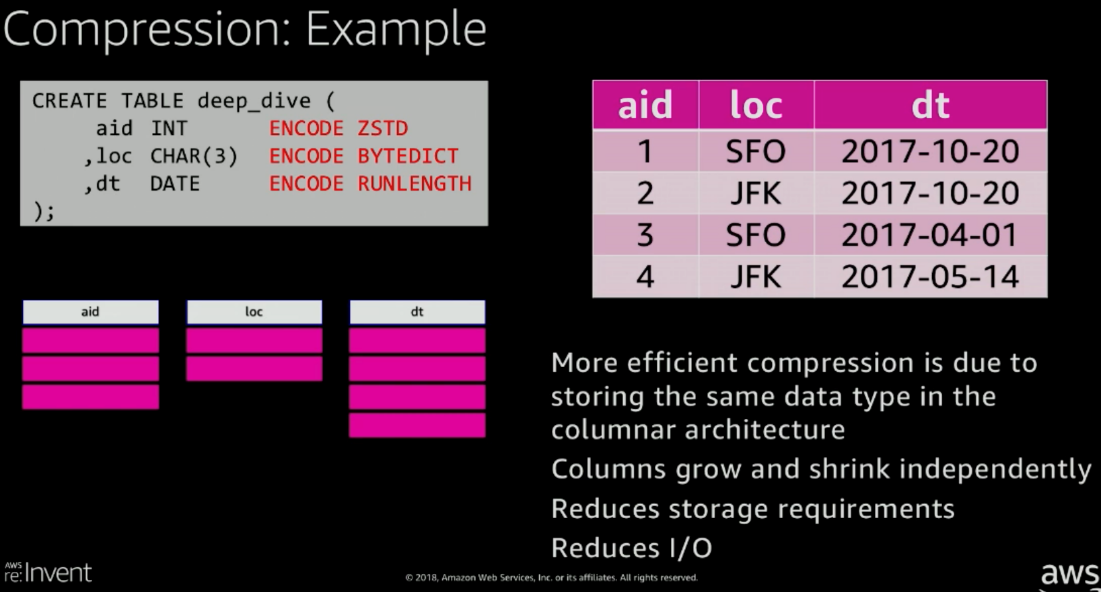 Compression: Example
CREATE TABLE deep_dive (
aid INT ENCODE ZSTD
,loc CHAR(3) ENCODE BYTEDICT
,dt DATE ENCODE RUNLENGTH
);
aid loc dt
1 SFO 2017-10-20
2 JFK 2017-10-20
3 SFO 2017-04-01
4 JFK 2017-05-14
aid loc dt
More efficient compression is due to
storing the same data type in the
columnar architecture
Columns grow and shrink independently
Reduces storage requirements
Reduces I/O
AWS
re:Invent
© 2018, Amazon Web Services, Inc. or its affiliates. All rights reserved.
aws